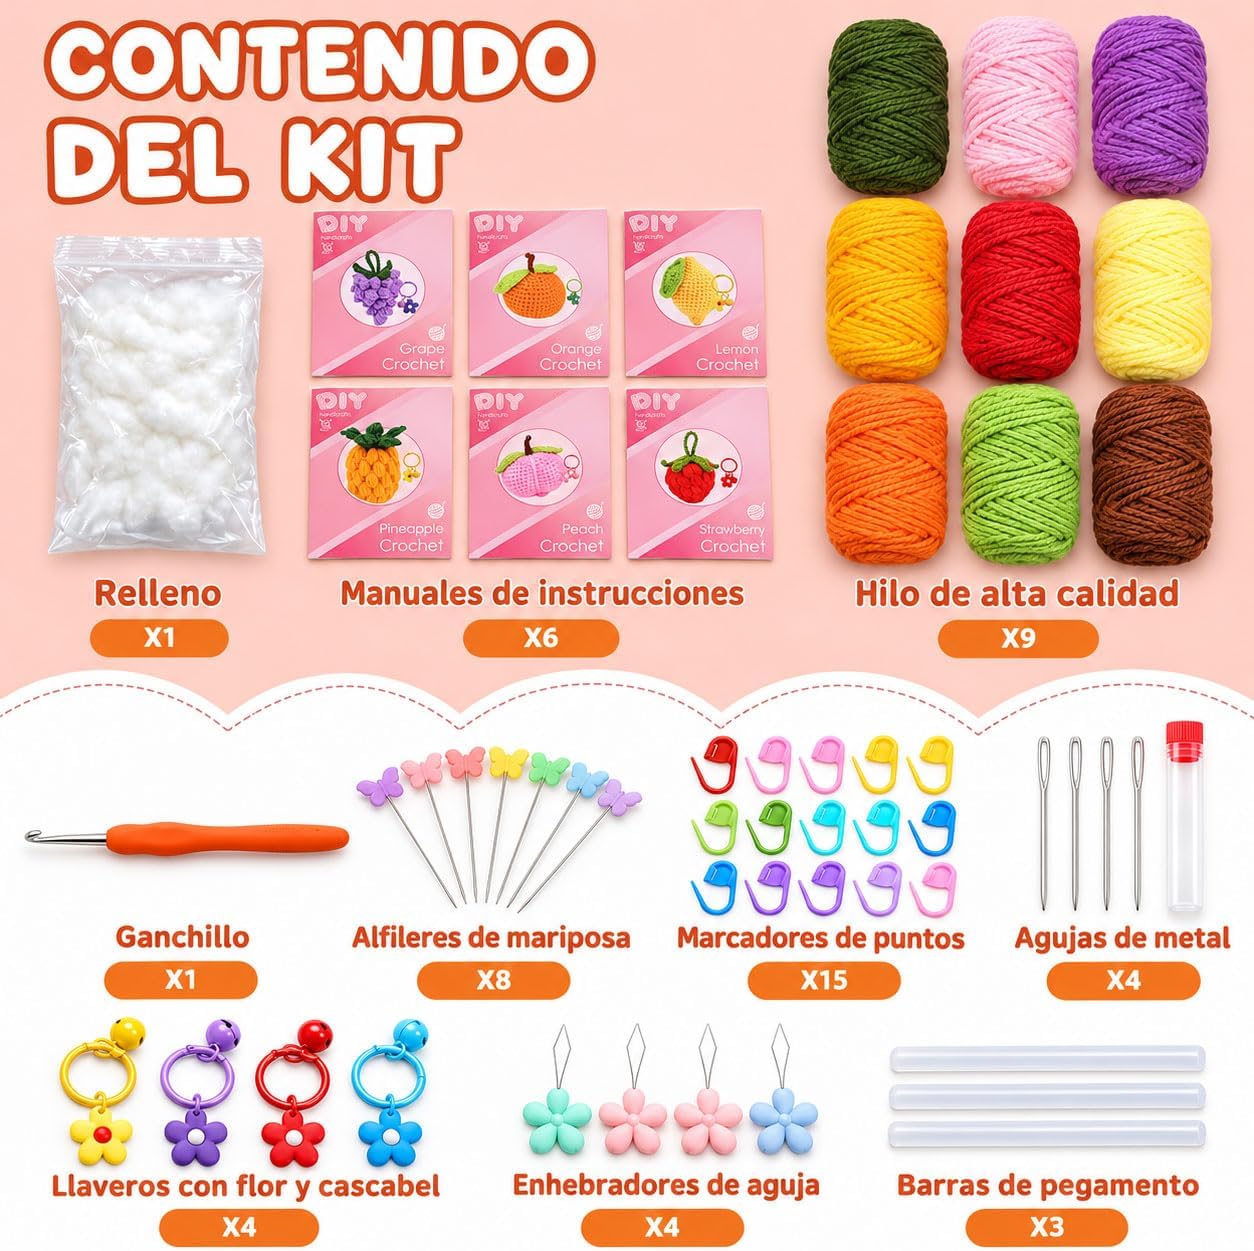 CONTENIDO
DEL KIT
DIY
Grape
Crochet
DIY
Orange
Crochet
DIY
Lemon
Crochet
DIY
Pineapple
Crochet
DIY
Peach
Crochet
DIY
Strawberry
Crochet
Relleno
X1
Manuales de instrucciones
X6
Hilo de alta calidad
X9
Ganchillo
X1
Alfileres de mariposa
X8
Marcadores de puntos
X15
Agujas de metal
X4
Llaveros con flor y cascabel
X4
Enhebradores de aguja
X4
Barras de pegamento
X3